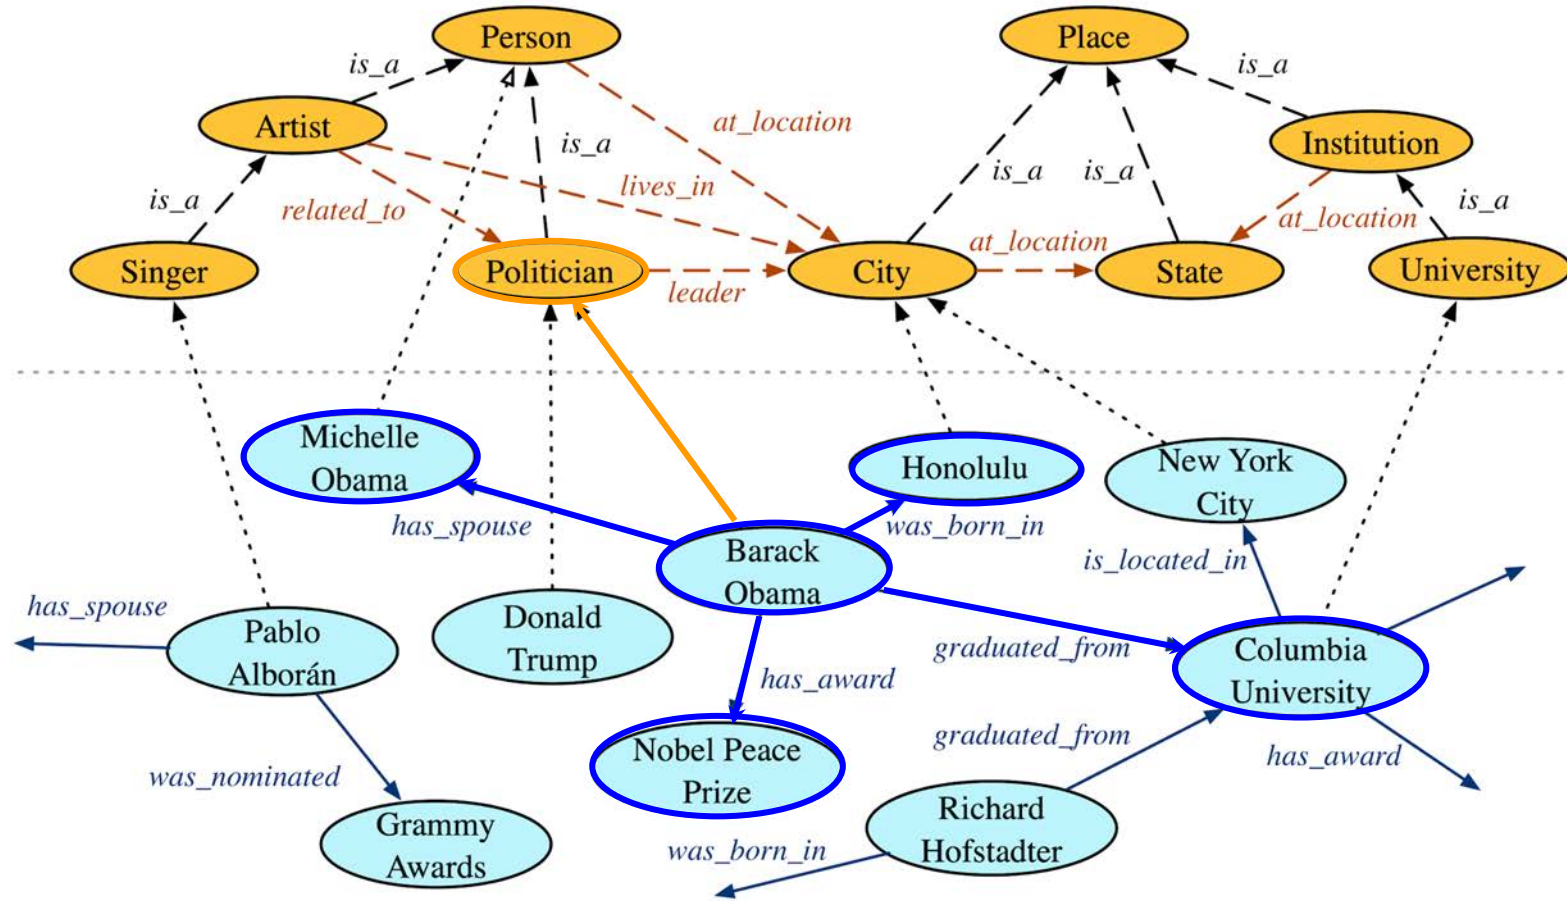 Person
Place
is_a
is_a
Artist
at_location
Institution
is_a
is_a
is_a
lives_in
is_a
is_a
related_to
at_location
at_location
Singer
Politician
City
State
University
leader
Michelle
Obama
Honolulu
New York
City
has_spouse
was_born_in
Barack
Obama
is_located_in
has_spouse
Pablo
Alborán
Donald
Trump
graduated_from
Columbia
University
has_award
Nobel Peace
Prize
graduated_from
has_award
was_nominated
Grammy
Awards
Richard
Hofstadter
was_born_in